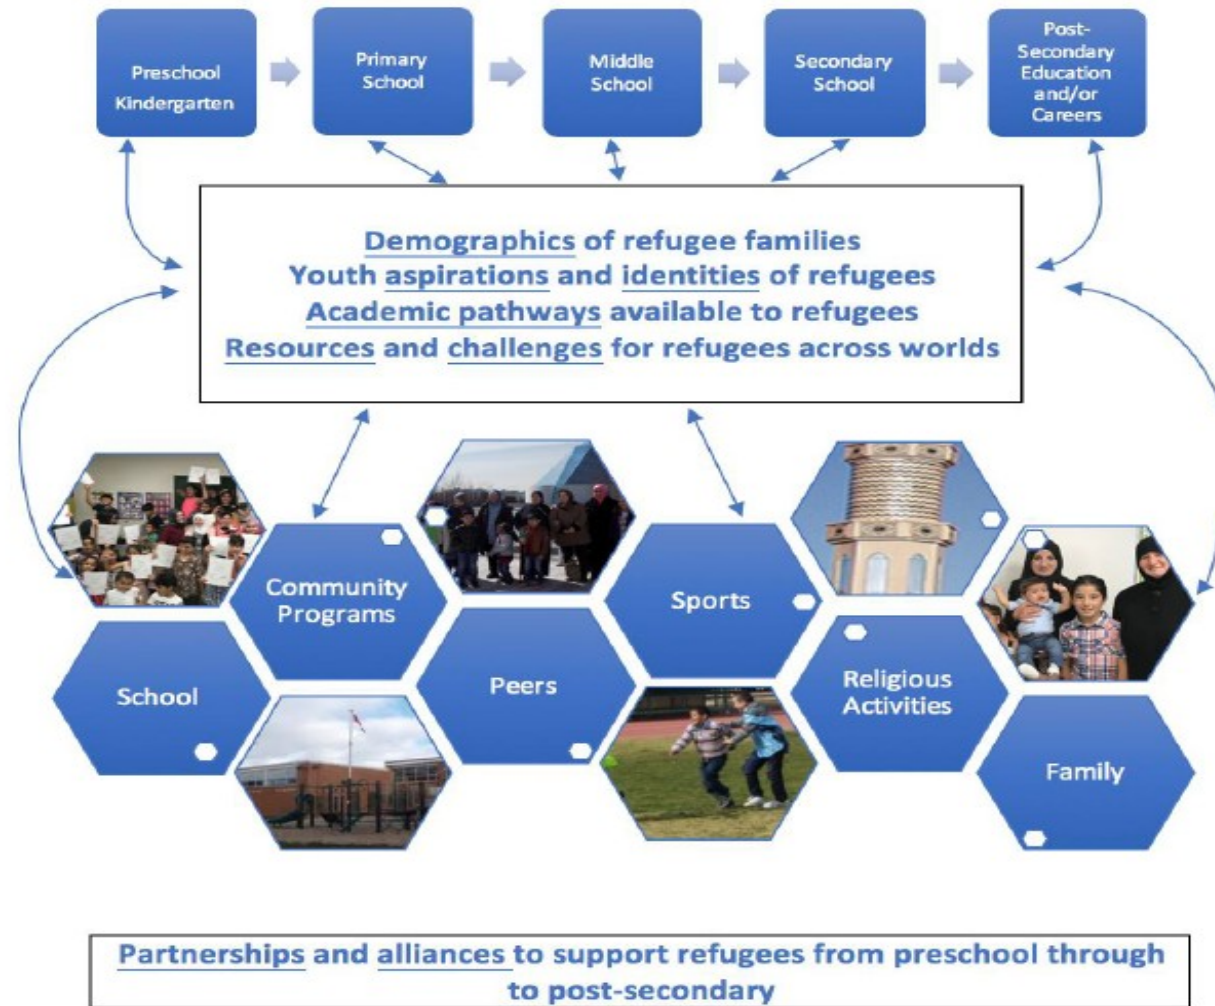 Preschool
Kindergarten
Primary
School
Middle
School
Secondary
School
Post-
Secondary
Education
and/or
Careers
Demographics of refugee families
Youth aspirations and identities of refugees
Academic pathways available to refugees
Resources and challenges for refugees across worlds
Community
Programs
Sports
School
Peers
Religious
Activities
Family
Partnerships and alliances to support refugees from preschool through
to post-secondary